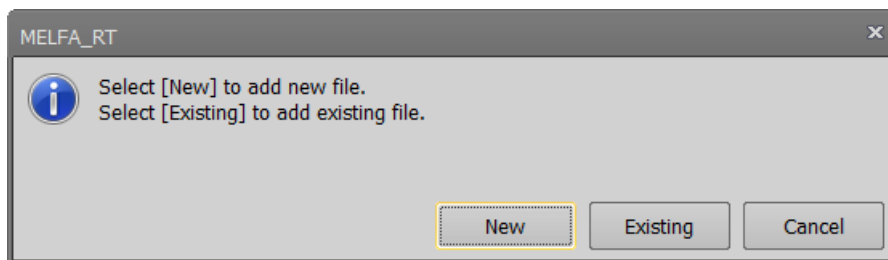 MELFA_RT
Select [New] to add new file.
Select [Existing] to add existing file.
New Existing Cancel